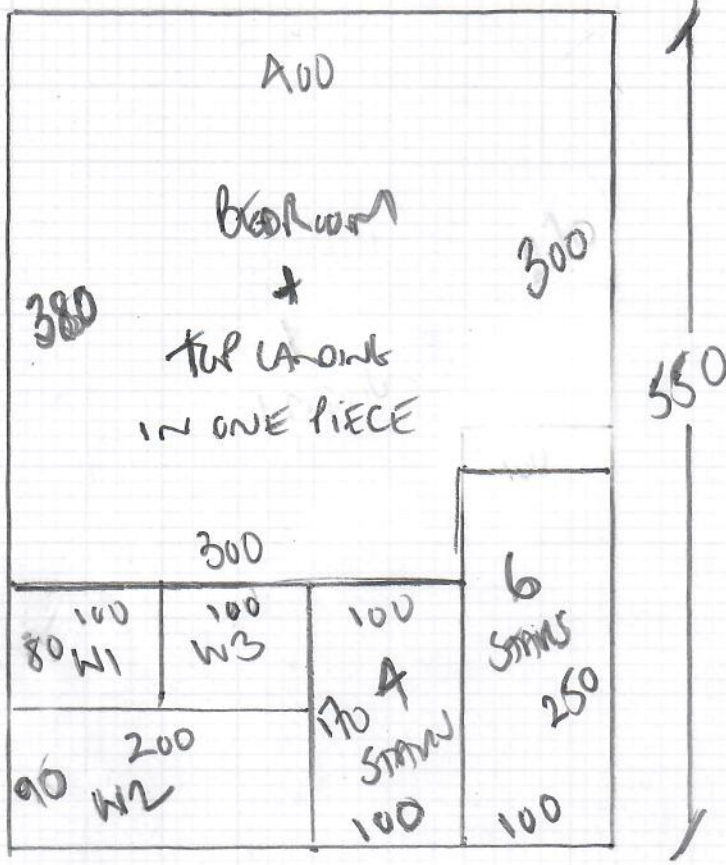 400
BEDROOM
+
TOP LANDING
IN ONE PIECE
380
300
550
300
100
80 W1
100
W3
100
170 4
STAIRS
100
6
STAIRS
250
100
200
90 W2